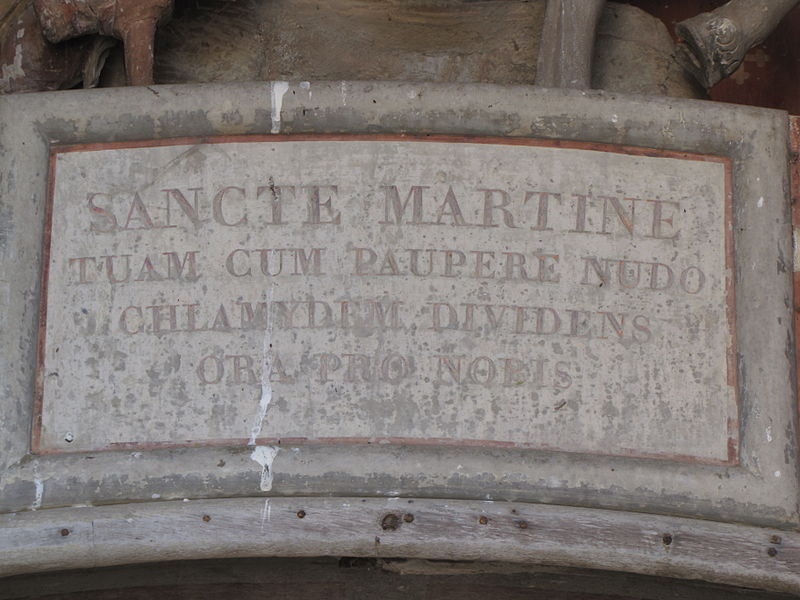 SANCTE MARTINE
TUAM CUM PAUPERE NUDO
CHLAMYDEM DIVIDENS
ORA PRO NOBIS